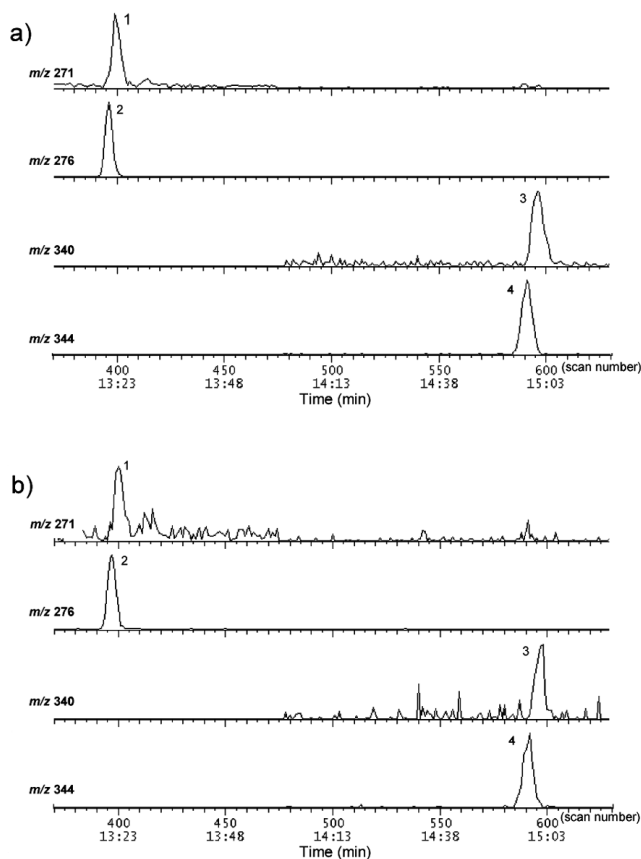 a)
1
m/z 271
2
m/z 276
3
m/z 340
4
m/z 344
400 450 500 550 600 (scan number)
13:23 13:48 14:13 14:38 15:03
Time (min)
b)
1
m/z 271
2
m/z 276
3
m/z 340
4
m/z 344
400 450 500 550 600 (scan number)
13:23 13:48 14:13 14:38 15:03
Time (min)